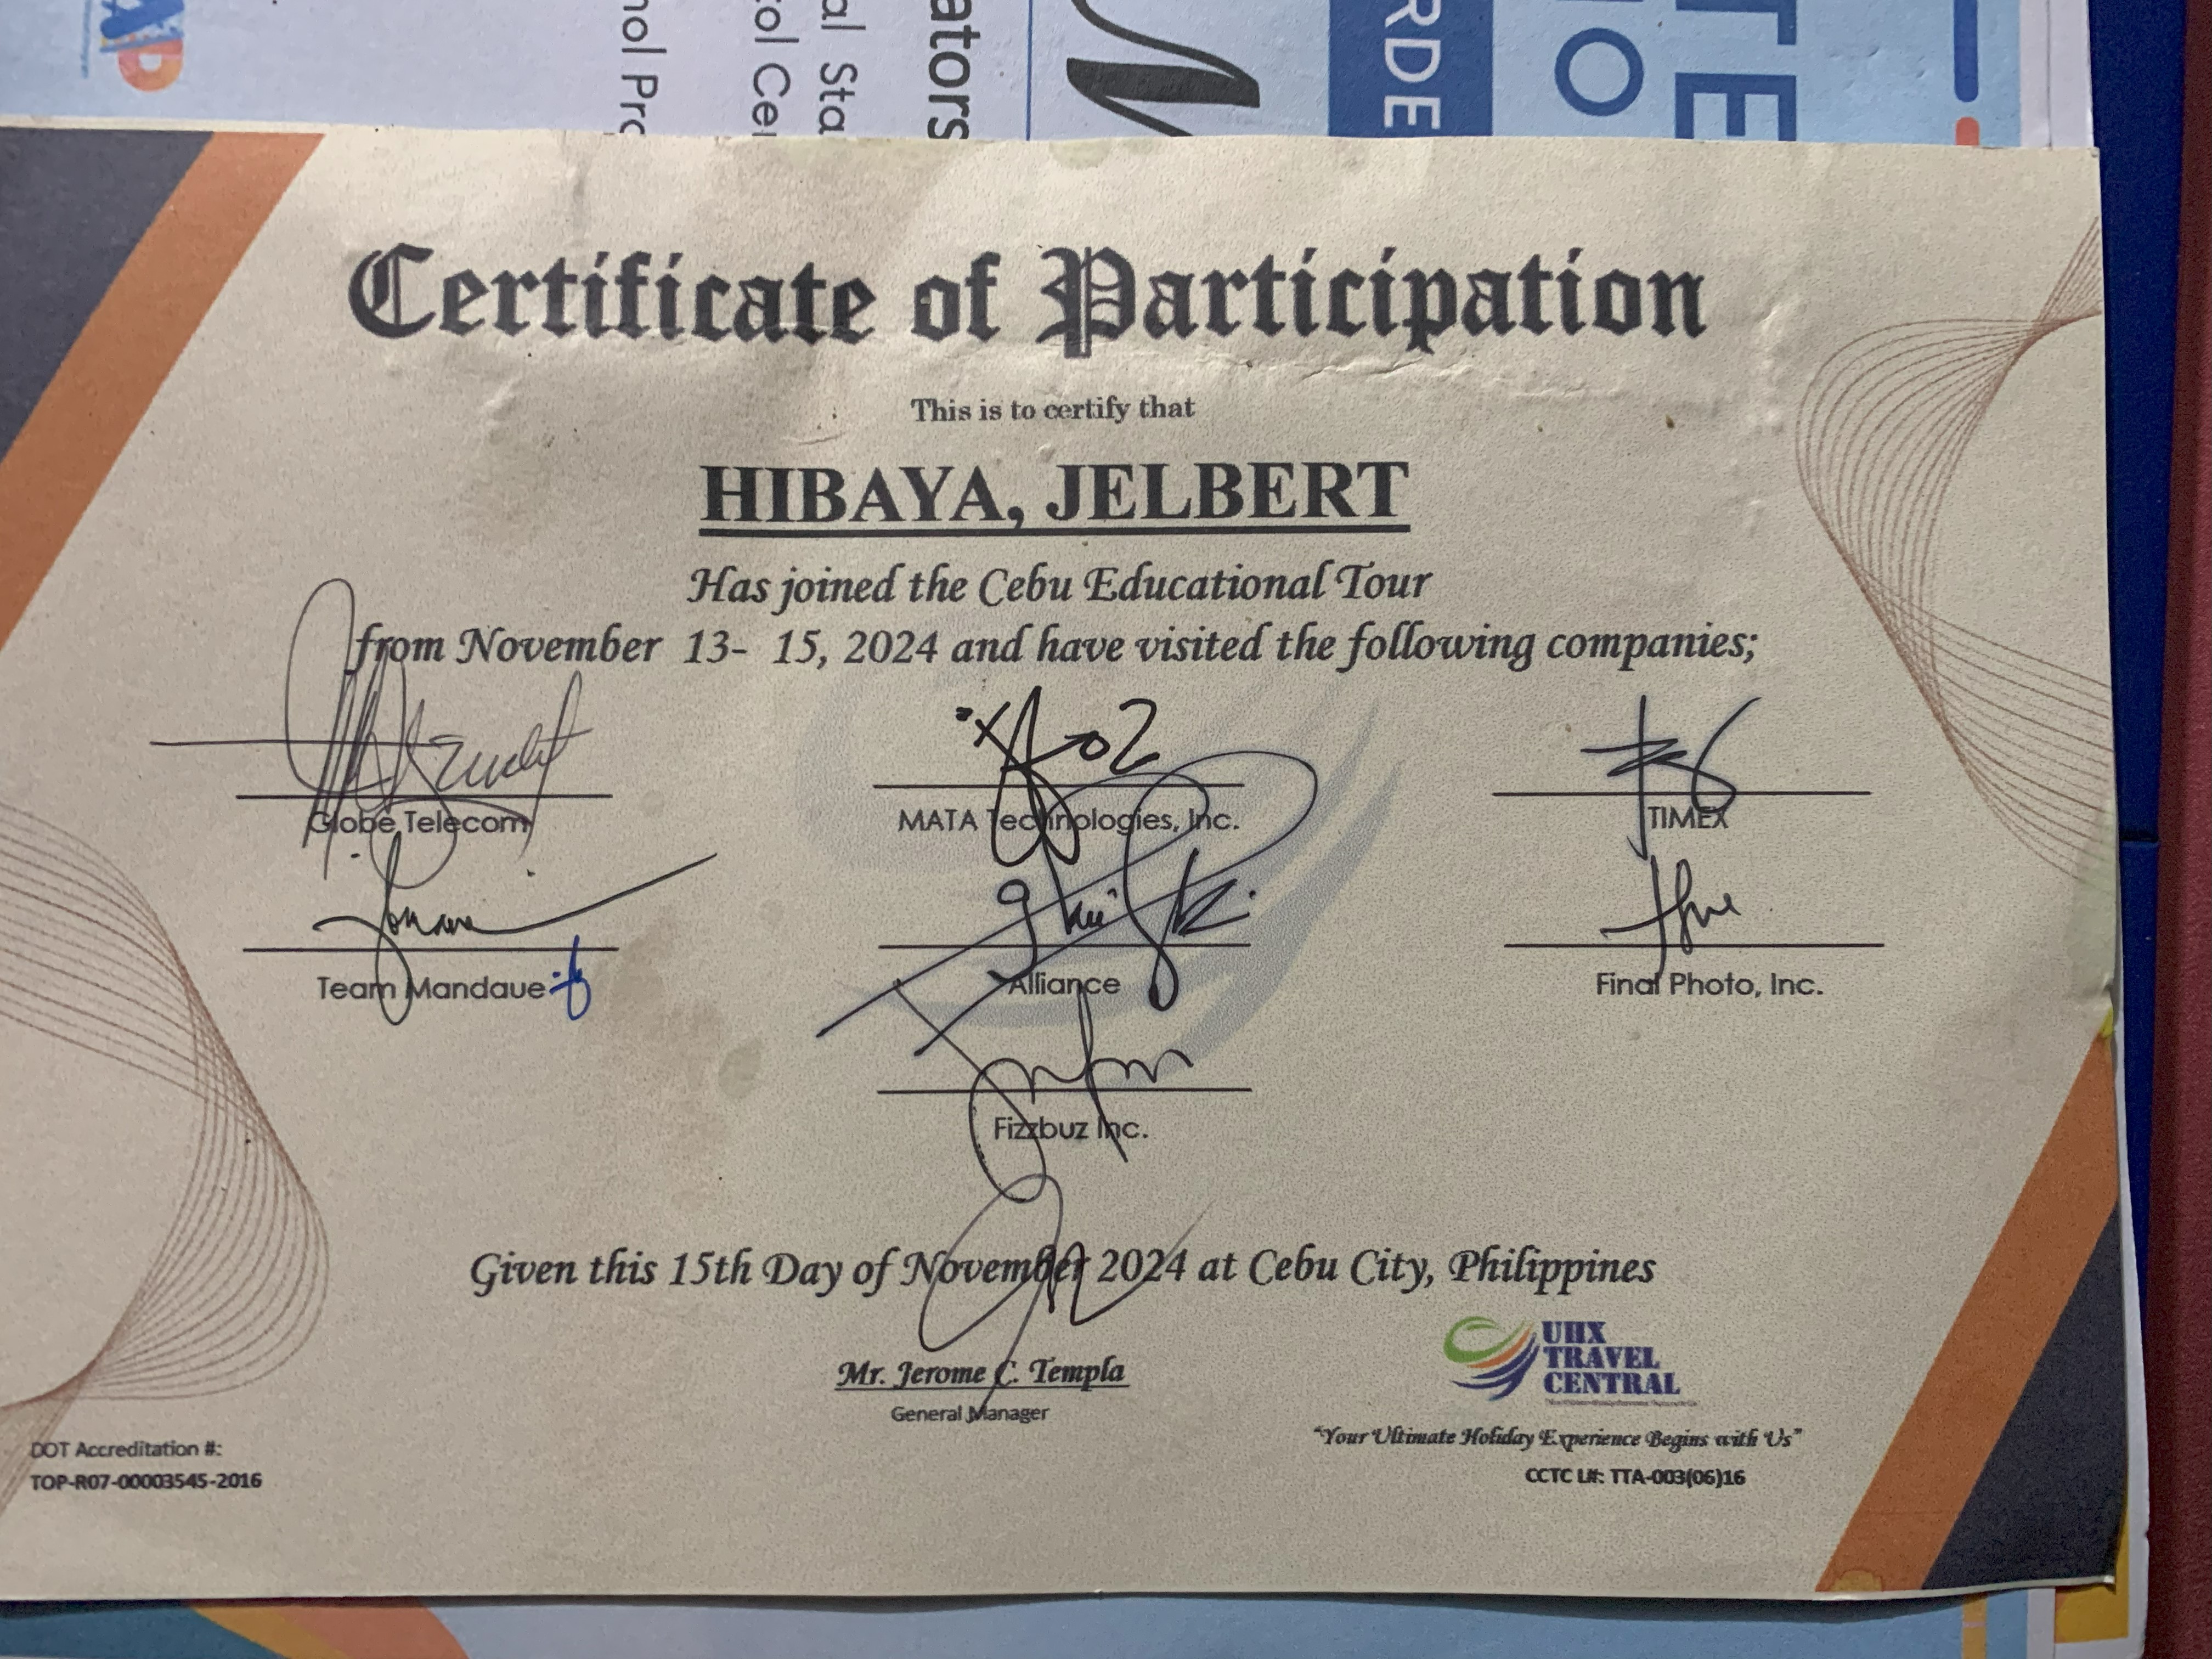 ators
RDE
Certificate of Participation
This is to certify that
HIBAYA, JELBERT
Has joined the Cebu Educational Tour
from November 13- 15, 2024 and have visited the following companies;
Globe Telecom
MATA Technologies, Inc.
TIMEX
Team Mandaue
Alliance
Final Photo, Inc.
Fizzbuz Inc.
Given this 15th Day of November 2024 at Cebu City, Philippines
Mr. Jerome C. Templa
General Manager
UHX
TRAVEL
CENTRAL
"Your Ultimate Holiday Experience Begins with Us"
CCTC L#: TTA-003(06)16
DOT Accreditation #:
TOP-R07-00003545-2016